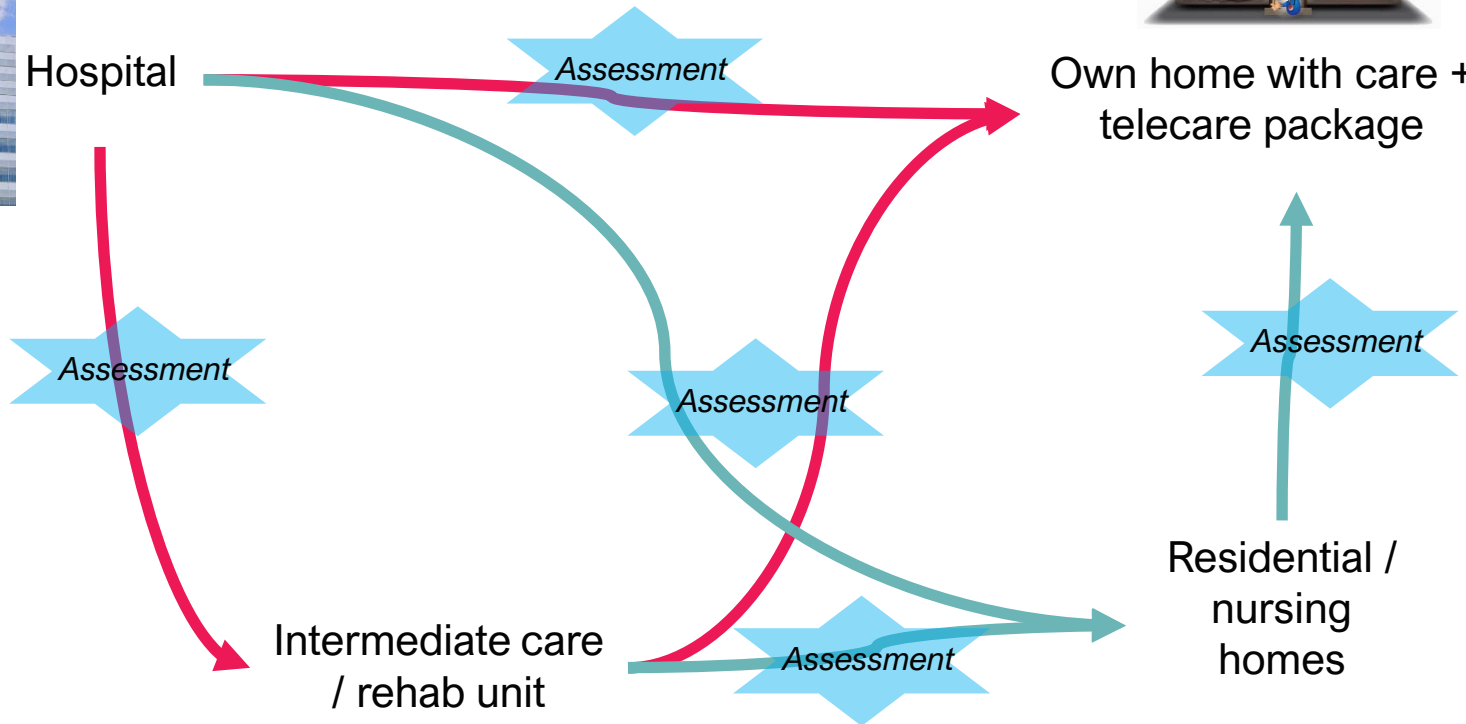 Hospital
Assessment
Own home with care +
telecare package
Assessment
Assessment
Assessment
Intermediate care
/ rehab unit
Assessment
Residential /
nursing
homes